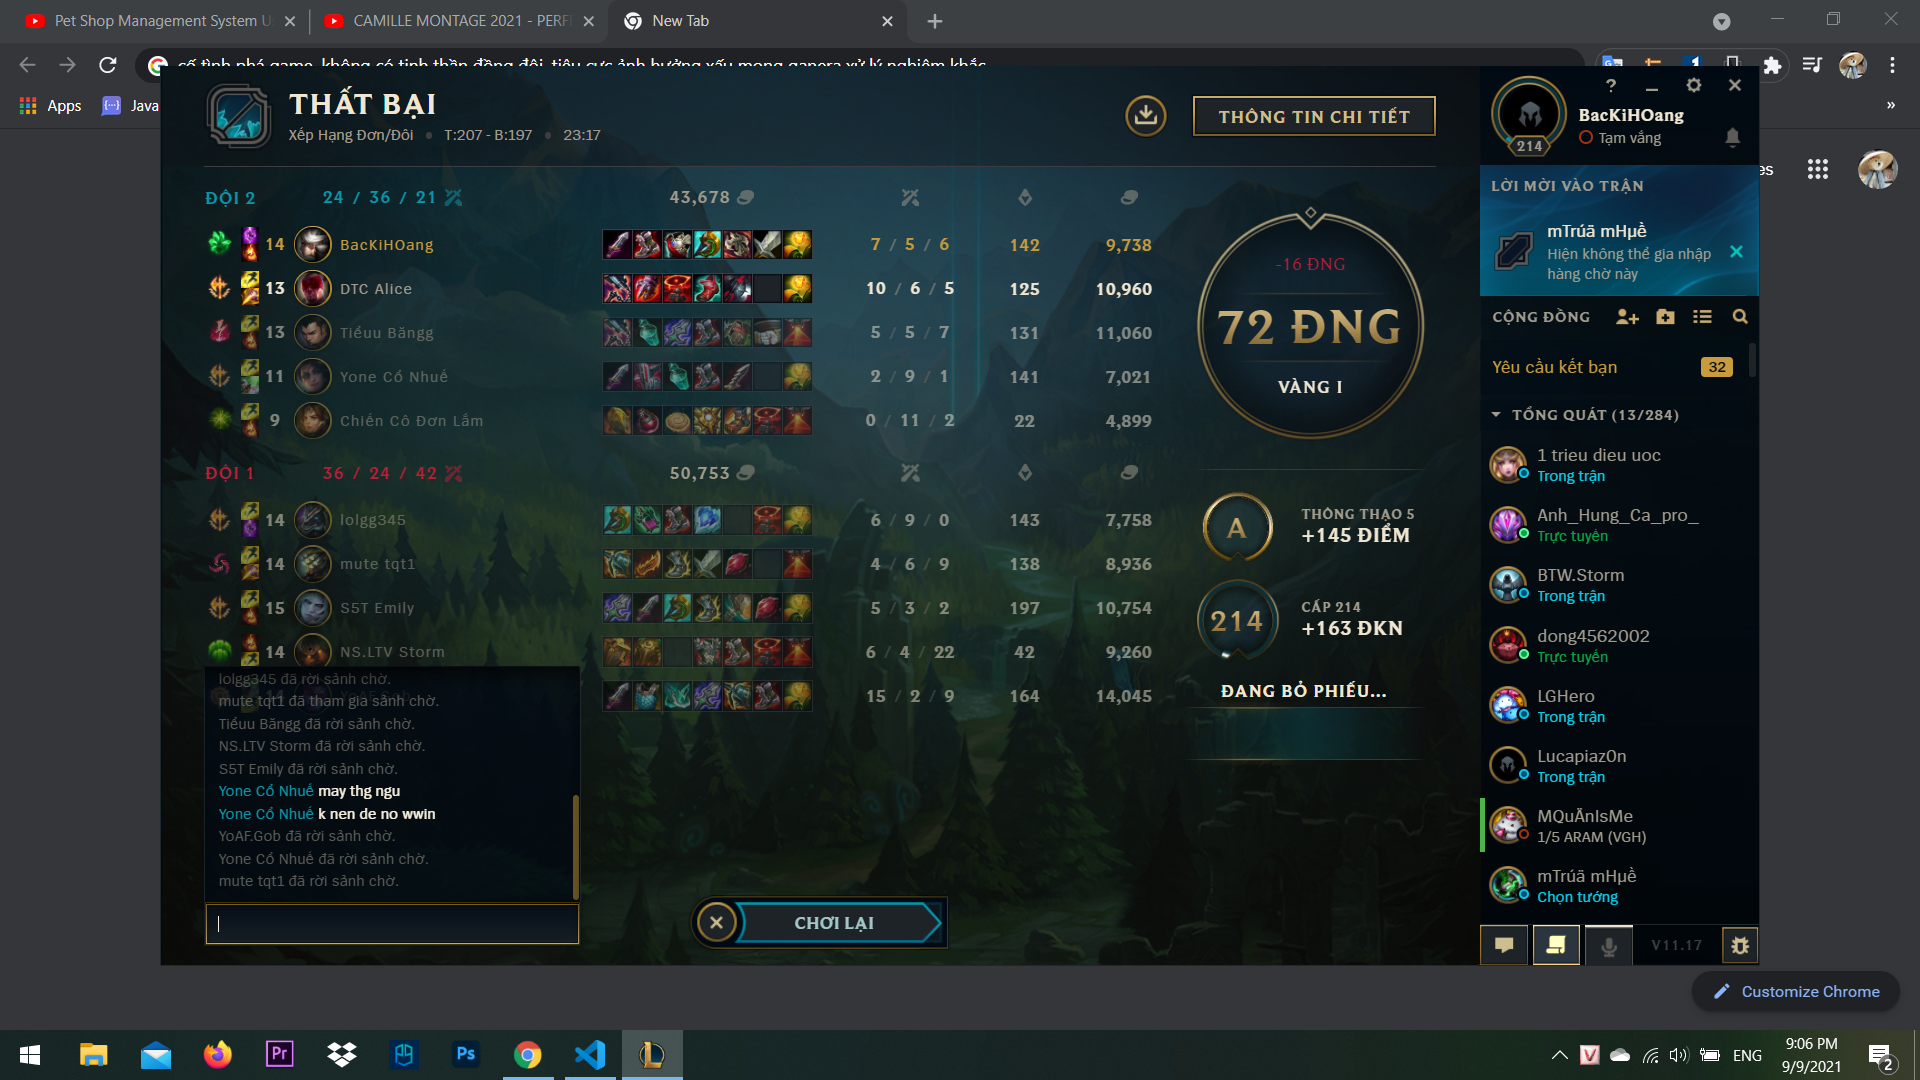 Pet Shop Management System U
CAMILLE MONTAGE 2021 - PERF
New Tab
cố tình phá game, không có tinh thần đồng đội, tiêu cực ảnh hưởng xấu mong ganera xử lý nghiêm khắc
Apps
Java
»
THẤT BẠI
Xếp Hạng Đơn/Đôi • T:207 - B:197 • 23:17
THÔNG TIN CHI TIẾT
ĐỘI 2 24 / 36 / 21 43,678
14 BacKiHOang 7 / 5 / 6 142 9,738
13 DTC Alice 10 / 6 / 5 125 10,960
13 Tiểuu Băngg 5 / 5 / 7 131 11,060
11 Yone Cổ Nhuế 2 / 9 / 1 141 7,021
9 Chiến Cô Đơn Lắm 0 / 11 / 2 22 4,899
ĐỘI 1 36 / 24 / 42 50,753
14 lolgg345 6 / 9 / 0 143 7,758
14 mute tqt1 4 / 6 / 9 138 8,936
15 S5T Emily 5 / 3 / 2 197 10,754
14 NS.LTV Storm 6 / 4 / 22 42 9,260
15 / 2 / 9 164 14,045
lolgg345 đã rời sảnh chờ.
mute tqt1 đã tham gia sảnh chờ.
Tiểuu Băngg đã rời sảnh chờ.
NS.LTV Storm đã rời sảnh chờ.
S5T Emily đã rời sảnh chờ.
Yone Cổ Nhuế may thg ngu
Yone Cổ Nhuế k nen de no wwin
YoAF.Gob đã rời sảnh chờ.
Yone Cổ Nhuế đã rời sảnh chờ.
mute tqt1 đã rời sảnh chờ.
CHƠI LẠI
-16 ĐNG
72 ĐNG
VÀNG I
A
THÔNG THẠO 5
+145 ĐIỂM
214
CẤP 214
+163 ĐKN
ĐANG BỎ PHIẾU...
214
BacKiHOang
Tạm vắng
LỜI MỜI VÀO TRẬN
mTrúã mHụề
Hiện không thể gia nhập
hàng chờ này
CỘNG ĐỒNG
Yêu cầu kết bạn 32
TỔNG QUÁT (13/284)
1 trieu dieu uoc
Trong trận
Anh_Hung_Ca_pro_
Trực tuyến
BTW.Storm
Trong trận
dong4562002
Trực tuyến
LGHero
Trong trận
Lucapiaz0n
Trong trận
MQuÄnIsMe
1/5 ARAM (VGH)
mTrúã mHụề
Chọn tướng
V11.17
es
Customize Chrome
Pr
Ps
V
ENG
9:06 PM
9/9/2021
2